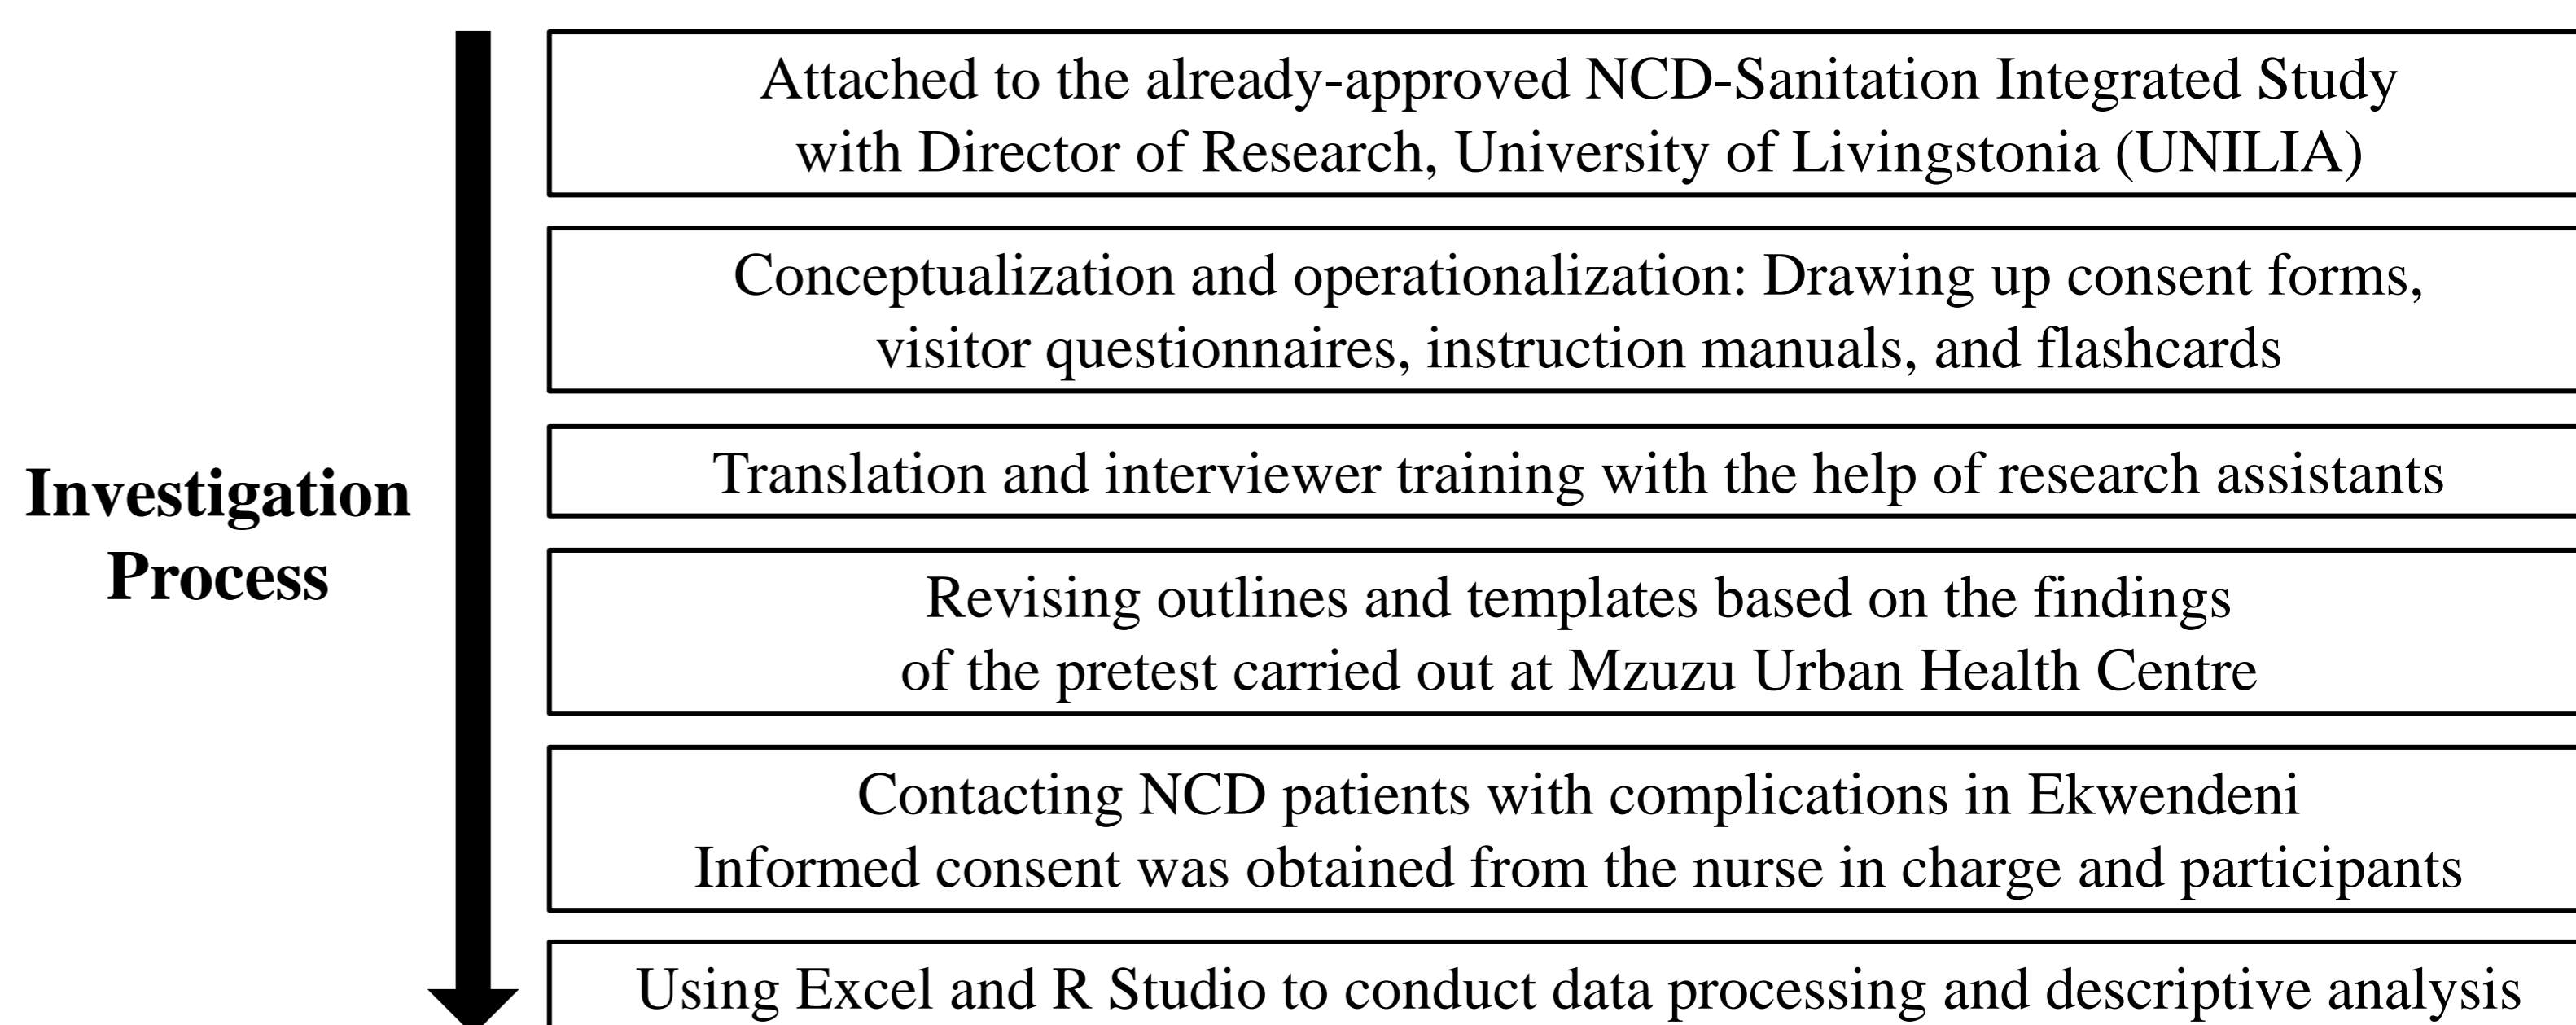 Investigation
Process
Attached to the already-approved NCD-Sanitation Integrated Study
with Director of Research, University of Livingstonia (UNILIA)
Conceptualization and operationalization: Drawing up consent forms,
visitor questionnaires, instruction manuals, and flashcards
Translation and interviewer training with the help of research assistants
Revising outlines and templates based on the findings
of the pretest carried out at Mzuzu Urban Health Centre
Contacting NCD patients with complications in Ekwendeni
Informed consent was obtained from the nurse in charge and participants
Using Excel and R Studio to conduct data processing and descriptive analysis